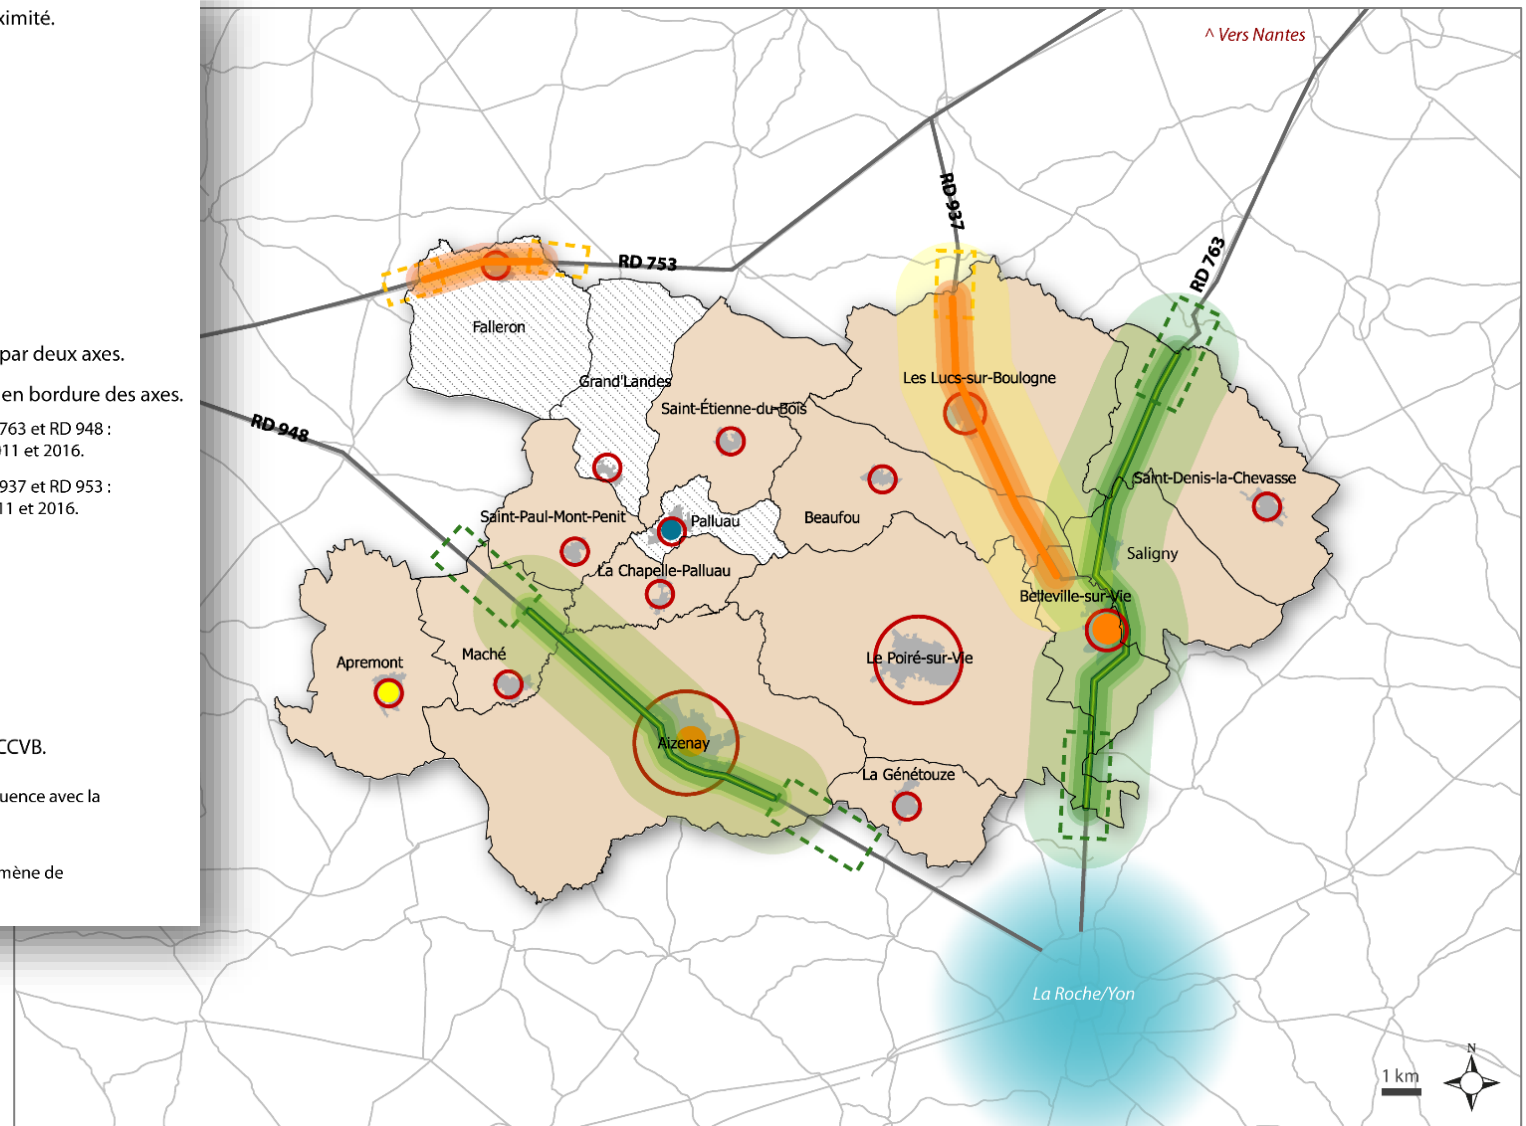 ximité.
par deux axes.
en bordure des axes.
763 et RD 948 :
011 et 2016.
937 et RD 953 :
11 et 2016.
CCVB.
uence avec la
mène de
^ Vers Nantes
RD 937
RD 753
RD 763
Falleron
Grand'Landes
Les Lucs-sur-Boulogne
Saint-Étienne-du-Bois
RD 948
Saint-Denis-la-Chevasse
Saint-Paul-Mont-Penit
Palluau
Beaufou
Saligny
La Chapelle-Palluau
Belleville-sur-Vie
Maché
Apremont
Le Poiré-sur-Vie
Aizenay
La Génétouze
La Roche/Yon
N
1 km